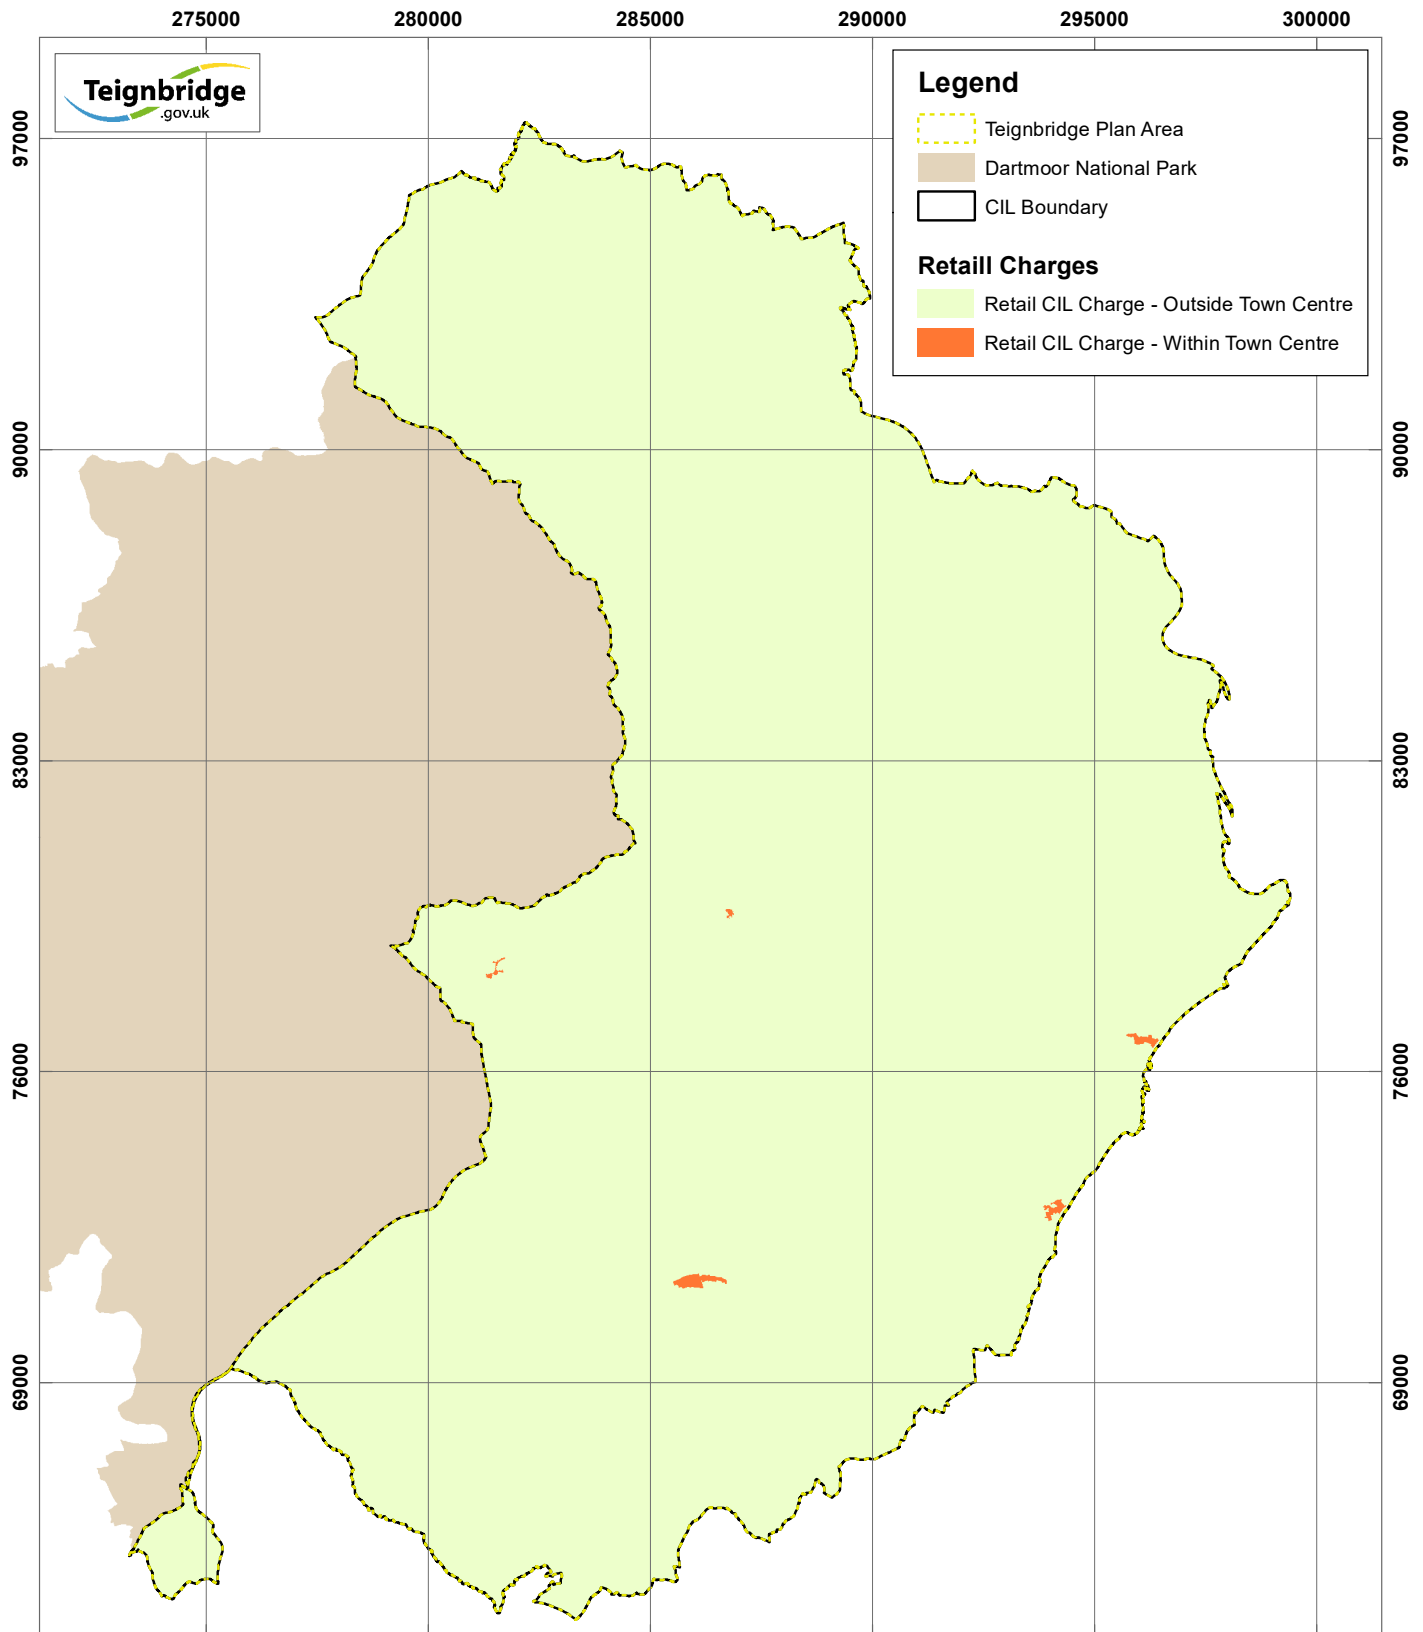 275000 280000 285000 290000 295000 300000
Teignbridge
.gov.uk
Legend
Teignbridge Plan Area
Dartmoor National Park
CIL Boundary
Retaill Charges
Retail CIL Charge - Outside Town Centre
Retail CIL Charge - Within Town Centre
97000 97000
90000 90000
83000 83000
76000 76000
69000 69000